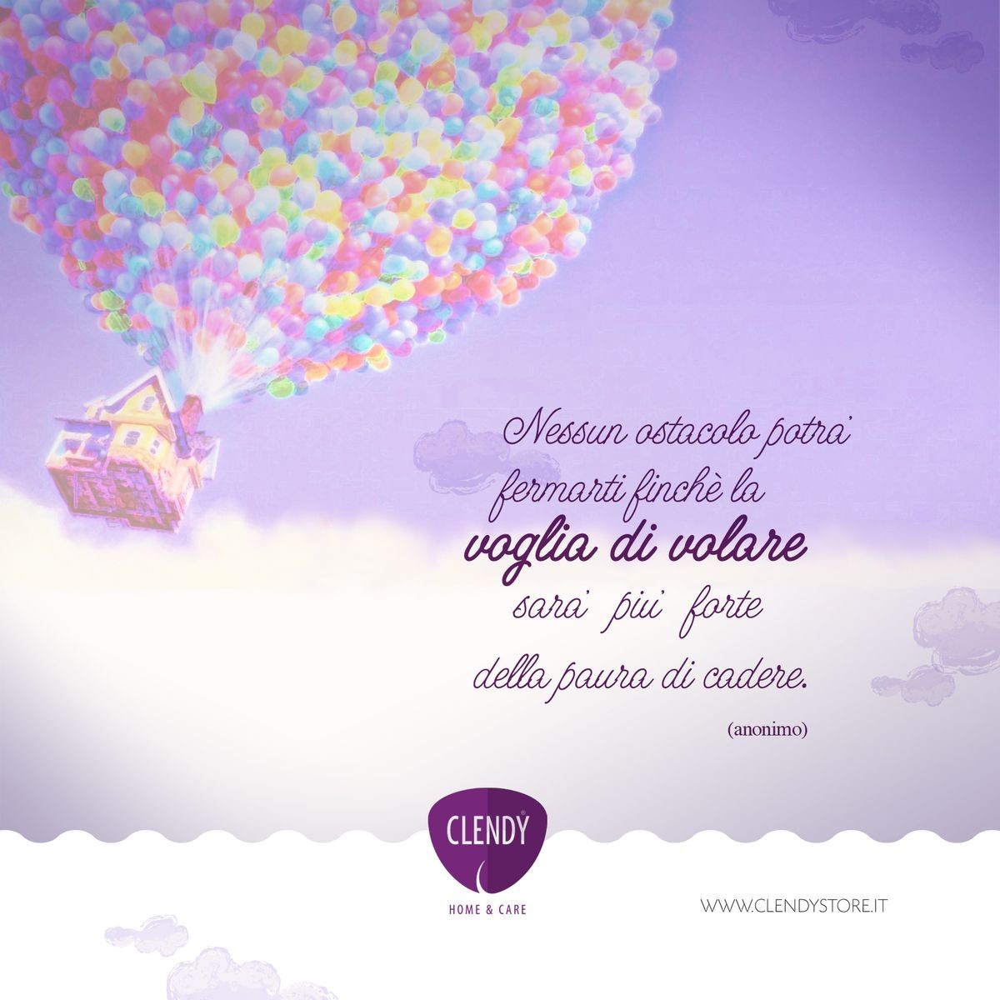 Nessun ostacolo potra'
fermarti finchè la
voglia di volare
sara' piu' forte
della paura di cadere.
(anonimo)
CLENDY®
HOME & CARE
WWW.CLENDYSTORE.IT